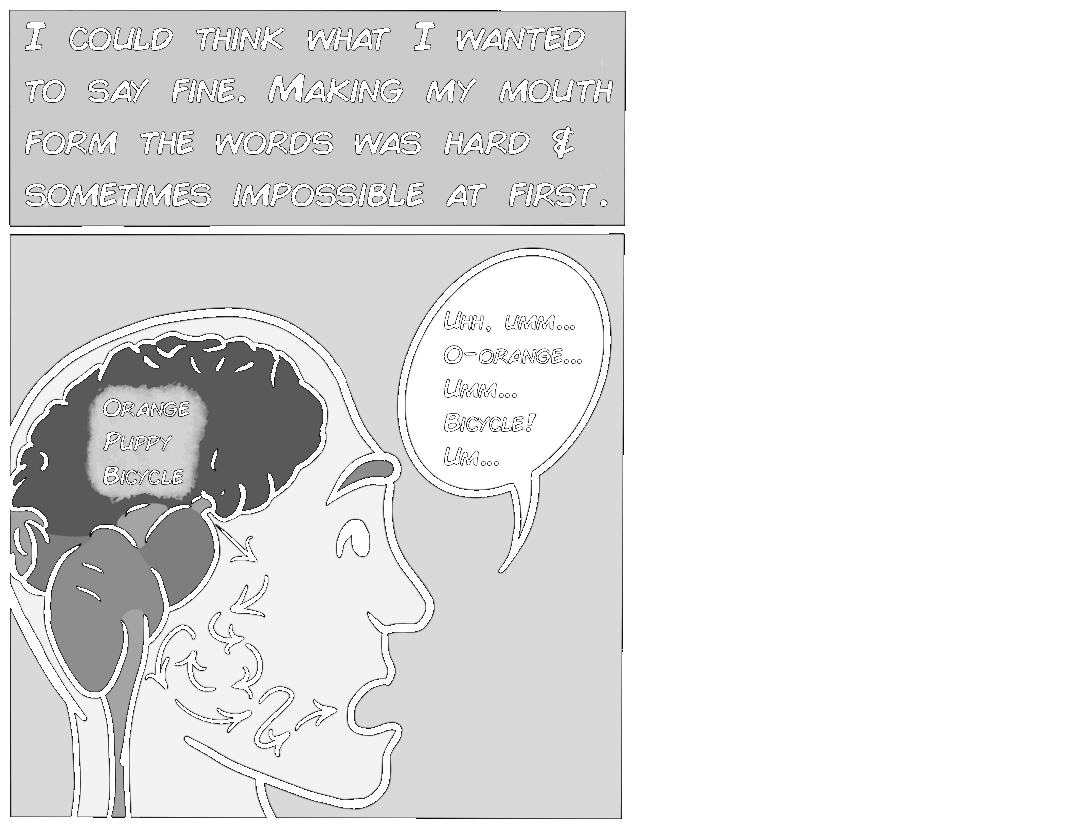 I COULD THINK WHAT I WANTED
TO SAY FINE. MAKING MY MOUTH
FORM THE WORDS WAS HARD &
SOMETIMES IMPOSSIBLE AT FIRST.
UHH, UMM...
O-ORANGE...
UMM...
BICYCLE!
UM...
ORANGE
PUPPY
BICYCLE